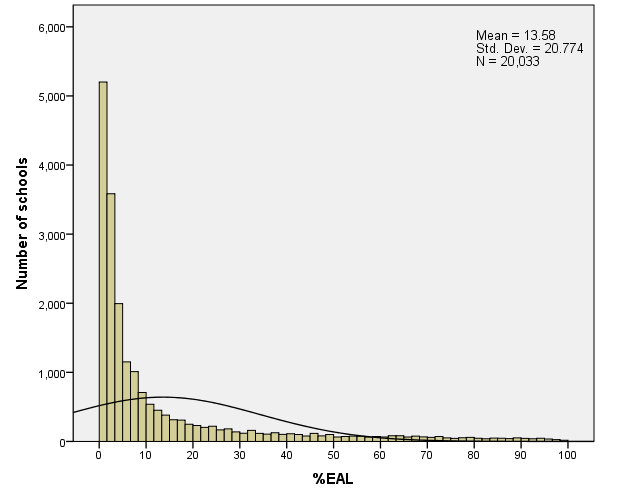 Mean = 13.58
Std. Dev. = 20.774
N = 20,033
6,000
5,000
4,000
3,000
2,000
1,000
0
Number of schools
0 10 20 30 40 50 60 70 80 90 100
%EAL